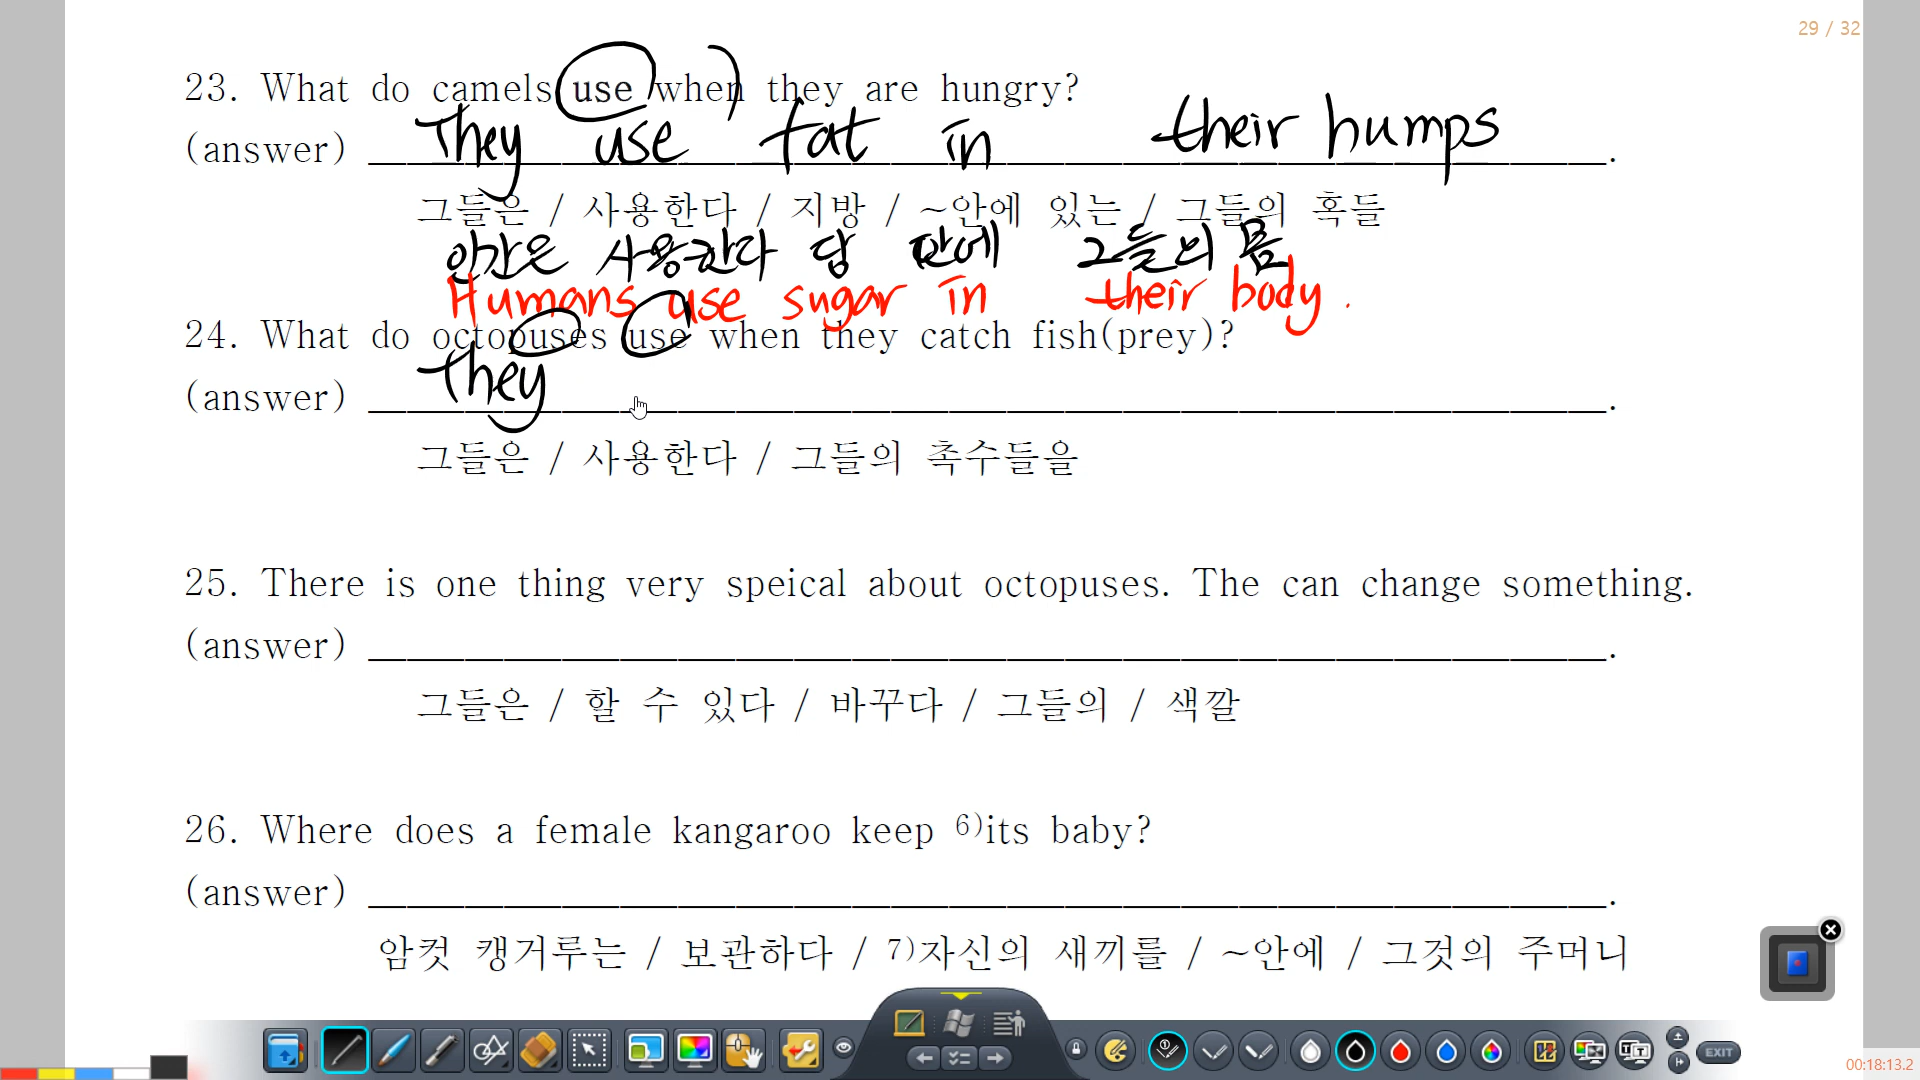 29 / 32
23. What do camels use when they are hungry?
They use fat in their humps
(answer) .
그들은 / 사용한다 / 지방 / ~안에 있는 / 그들의 혹들
인간은 사용한다 당 안에 그들의 몸
Humans use sugar in their body.
24. What do octopuses use when they catch fish(prey)?
They
(answer) .
그들은 / 사용한다 / 그들의 촉수들을
25. There is one thing very speical about octopuses. The can change something.
(answer) .
그들은 / 할 수 있다 / 바꾸다 / 그들의 / 색깔
26. Where does a female kangaroo keep 6)its baby?
(answer) .
암컷 캥거루는 / 보관하다 / 7)자신의 새끼를 / ~안에 / 그것의 주머니
EXIT
00:18:13.2